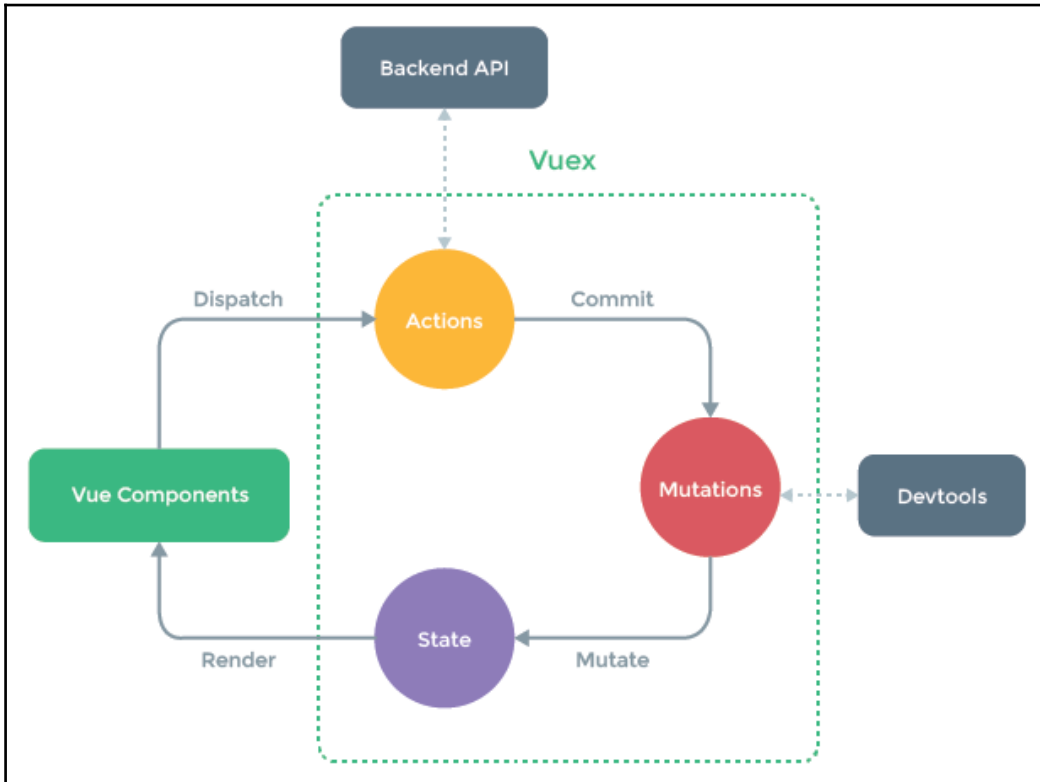 Backend API
Vuex
Dispatch
Commit
Actions
Vue Components
Mutations
Devtools
State
Render
Mutate